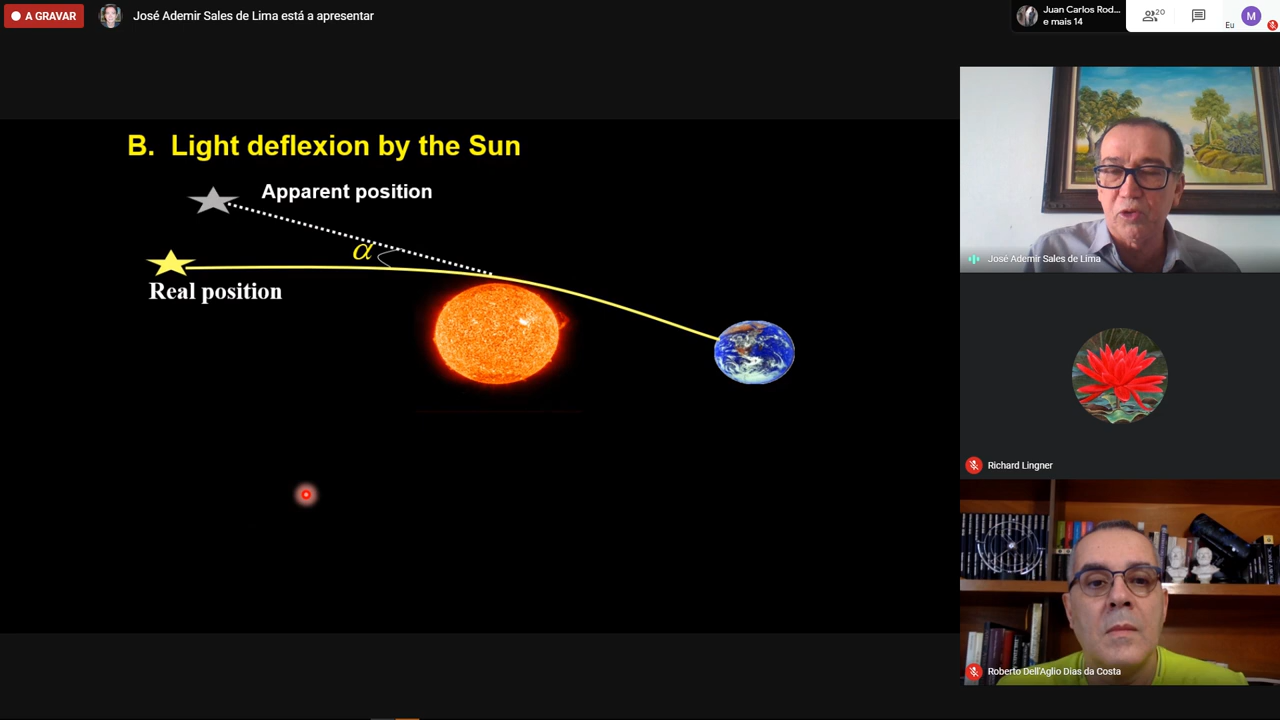 A GRAVAR
José Ademir Sales de Lima está a apresentar
Juan Carlos Rod...
e mais 14
20
Eu
M
B. Light deflexion by the Sun
Apparent position
α
Real position
José Ademir Sales de Lima
Richard Lingner
Roberto Dell'Aglio Dias da Costa